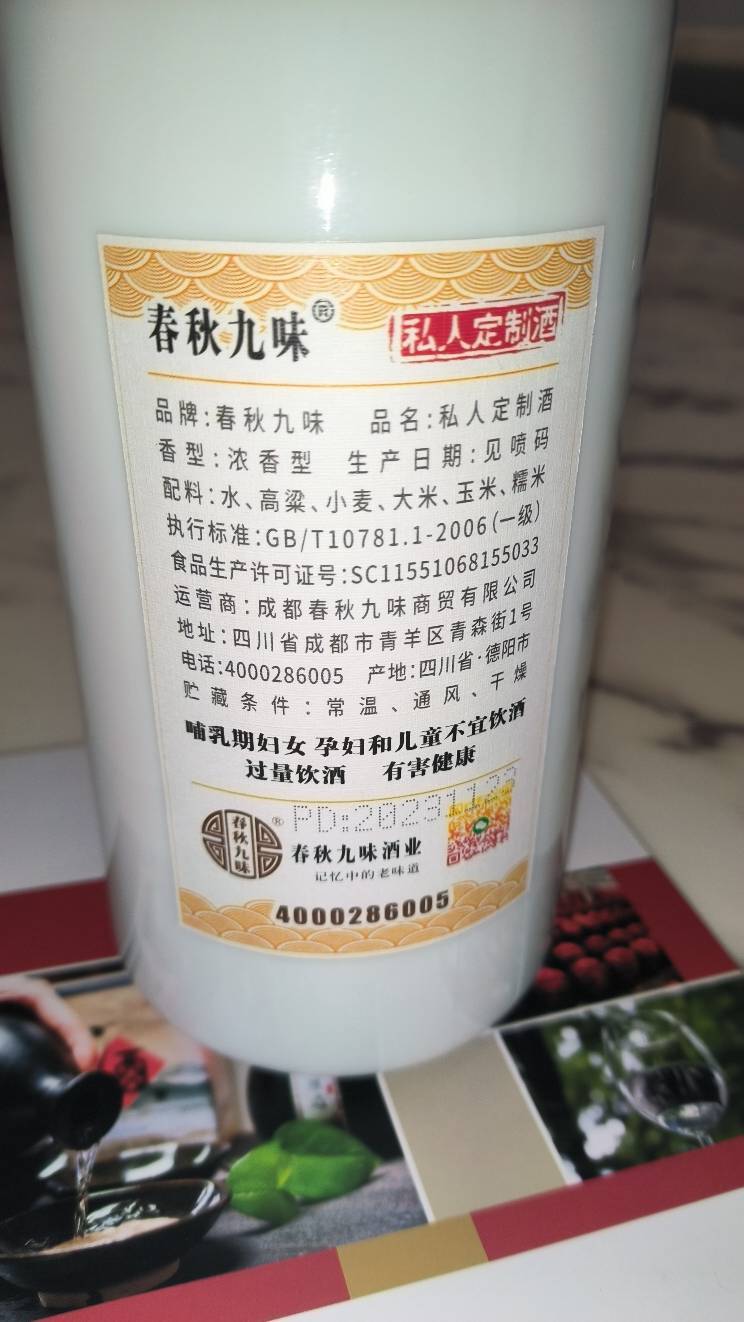 春秋九味® 私人定制酒
品牌:春秋九味 品名:私人定制酒
香型:浓香型 生产日期:见喷码
配料:水、高粱、小麦、大米、玉米、糯米
执行标准:GB/T10781.1-2006(一级)
食品生产许可证号:SC11551068155033
运营商:成都春秋九味商贸有限公司
地址:四川省成都市青羊区青森街1号
电话:4000286005 产地:四川省·德阳市
贮藏条件:常温、通风、干燥
哺乳期妇女 孕妇和儿童不宜饮酒
过量饮酒 有害健康
春秋九味®
春秋九味酒业
记忆中的老味道
4000286005